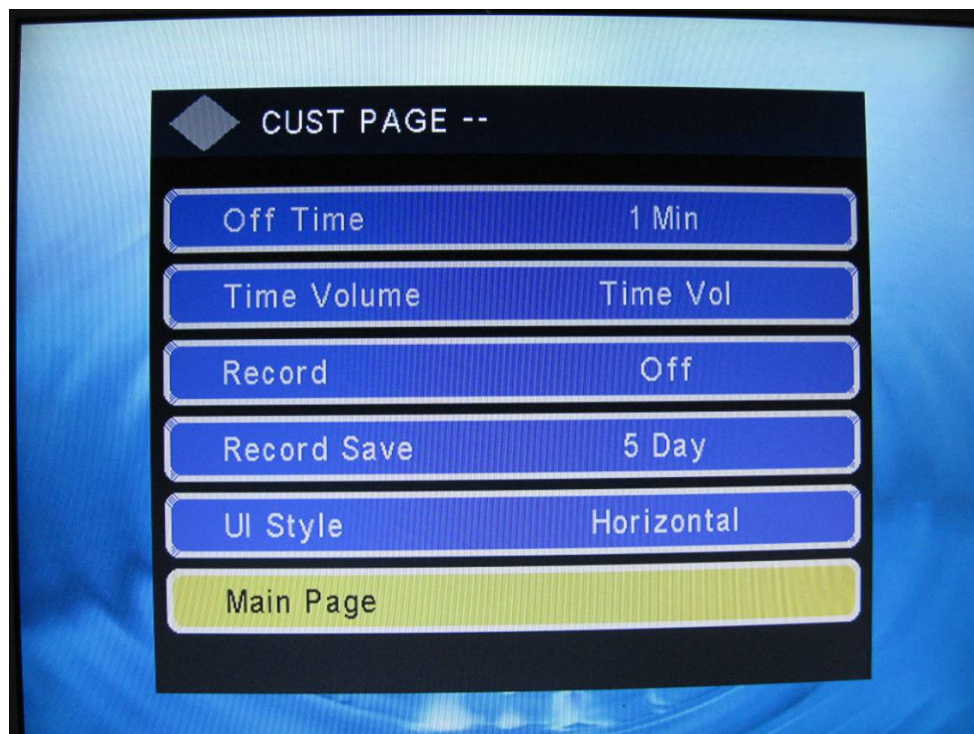 CUST PAGE --
Off Time 1 Min
Time Volume Time Vol
Record Off
Record Save 5 Day
UI Style Horizontal
Main Page